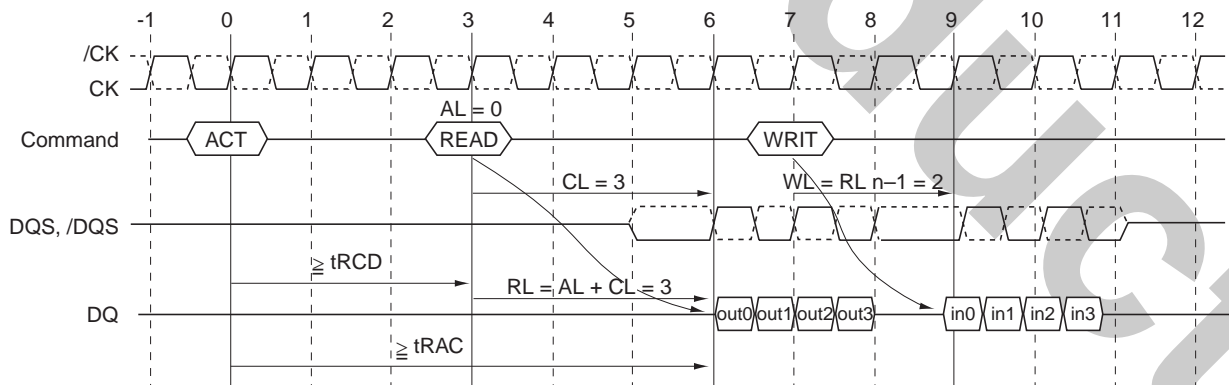 -1 0 1 2 3 4 5 6 7 8 9 10 11 12
/CK
CK
AL = 0
Command ACT READ WRIT
CL = 3 WL = RL n–1 = 2
DQS, /DQS
≧ tRCD
RL = AL + CL = 3
DQ out0 out1 out2 out3 in0 in1 in2 in3
≧ tRAC